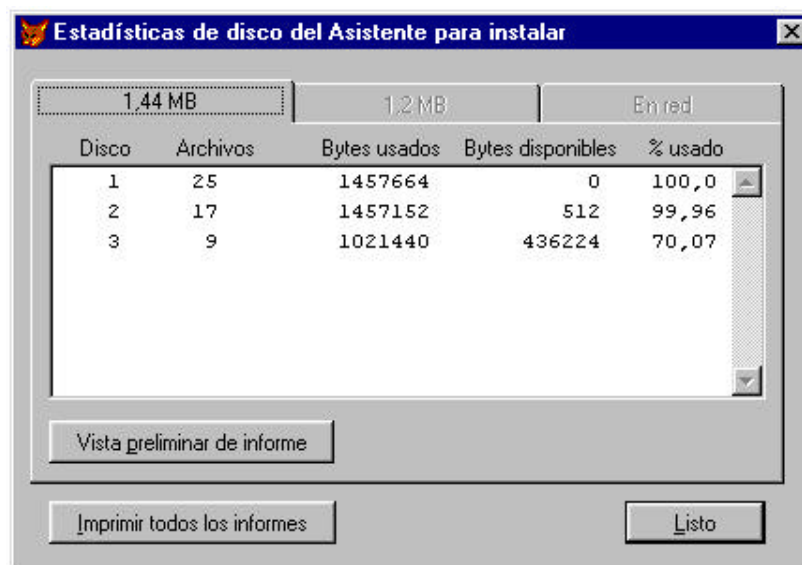 Estadísticas de disco del Asistente para instalar
1,44 MB 1,2 MB En red
Disco Archivos Bytes usados Bytes disponibles % usado
1 25 1457664 0 100,0
2 17 1457152 512 99,96
3 9 1021440 436224 70,07
Vista preliminar de informe
Imprimir todos los informes Listo